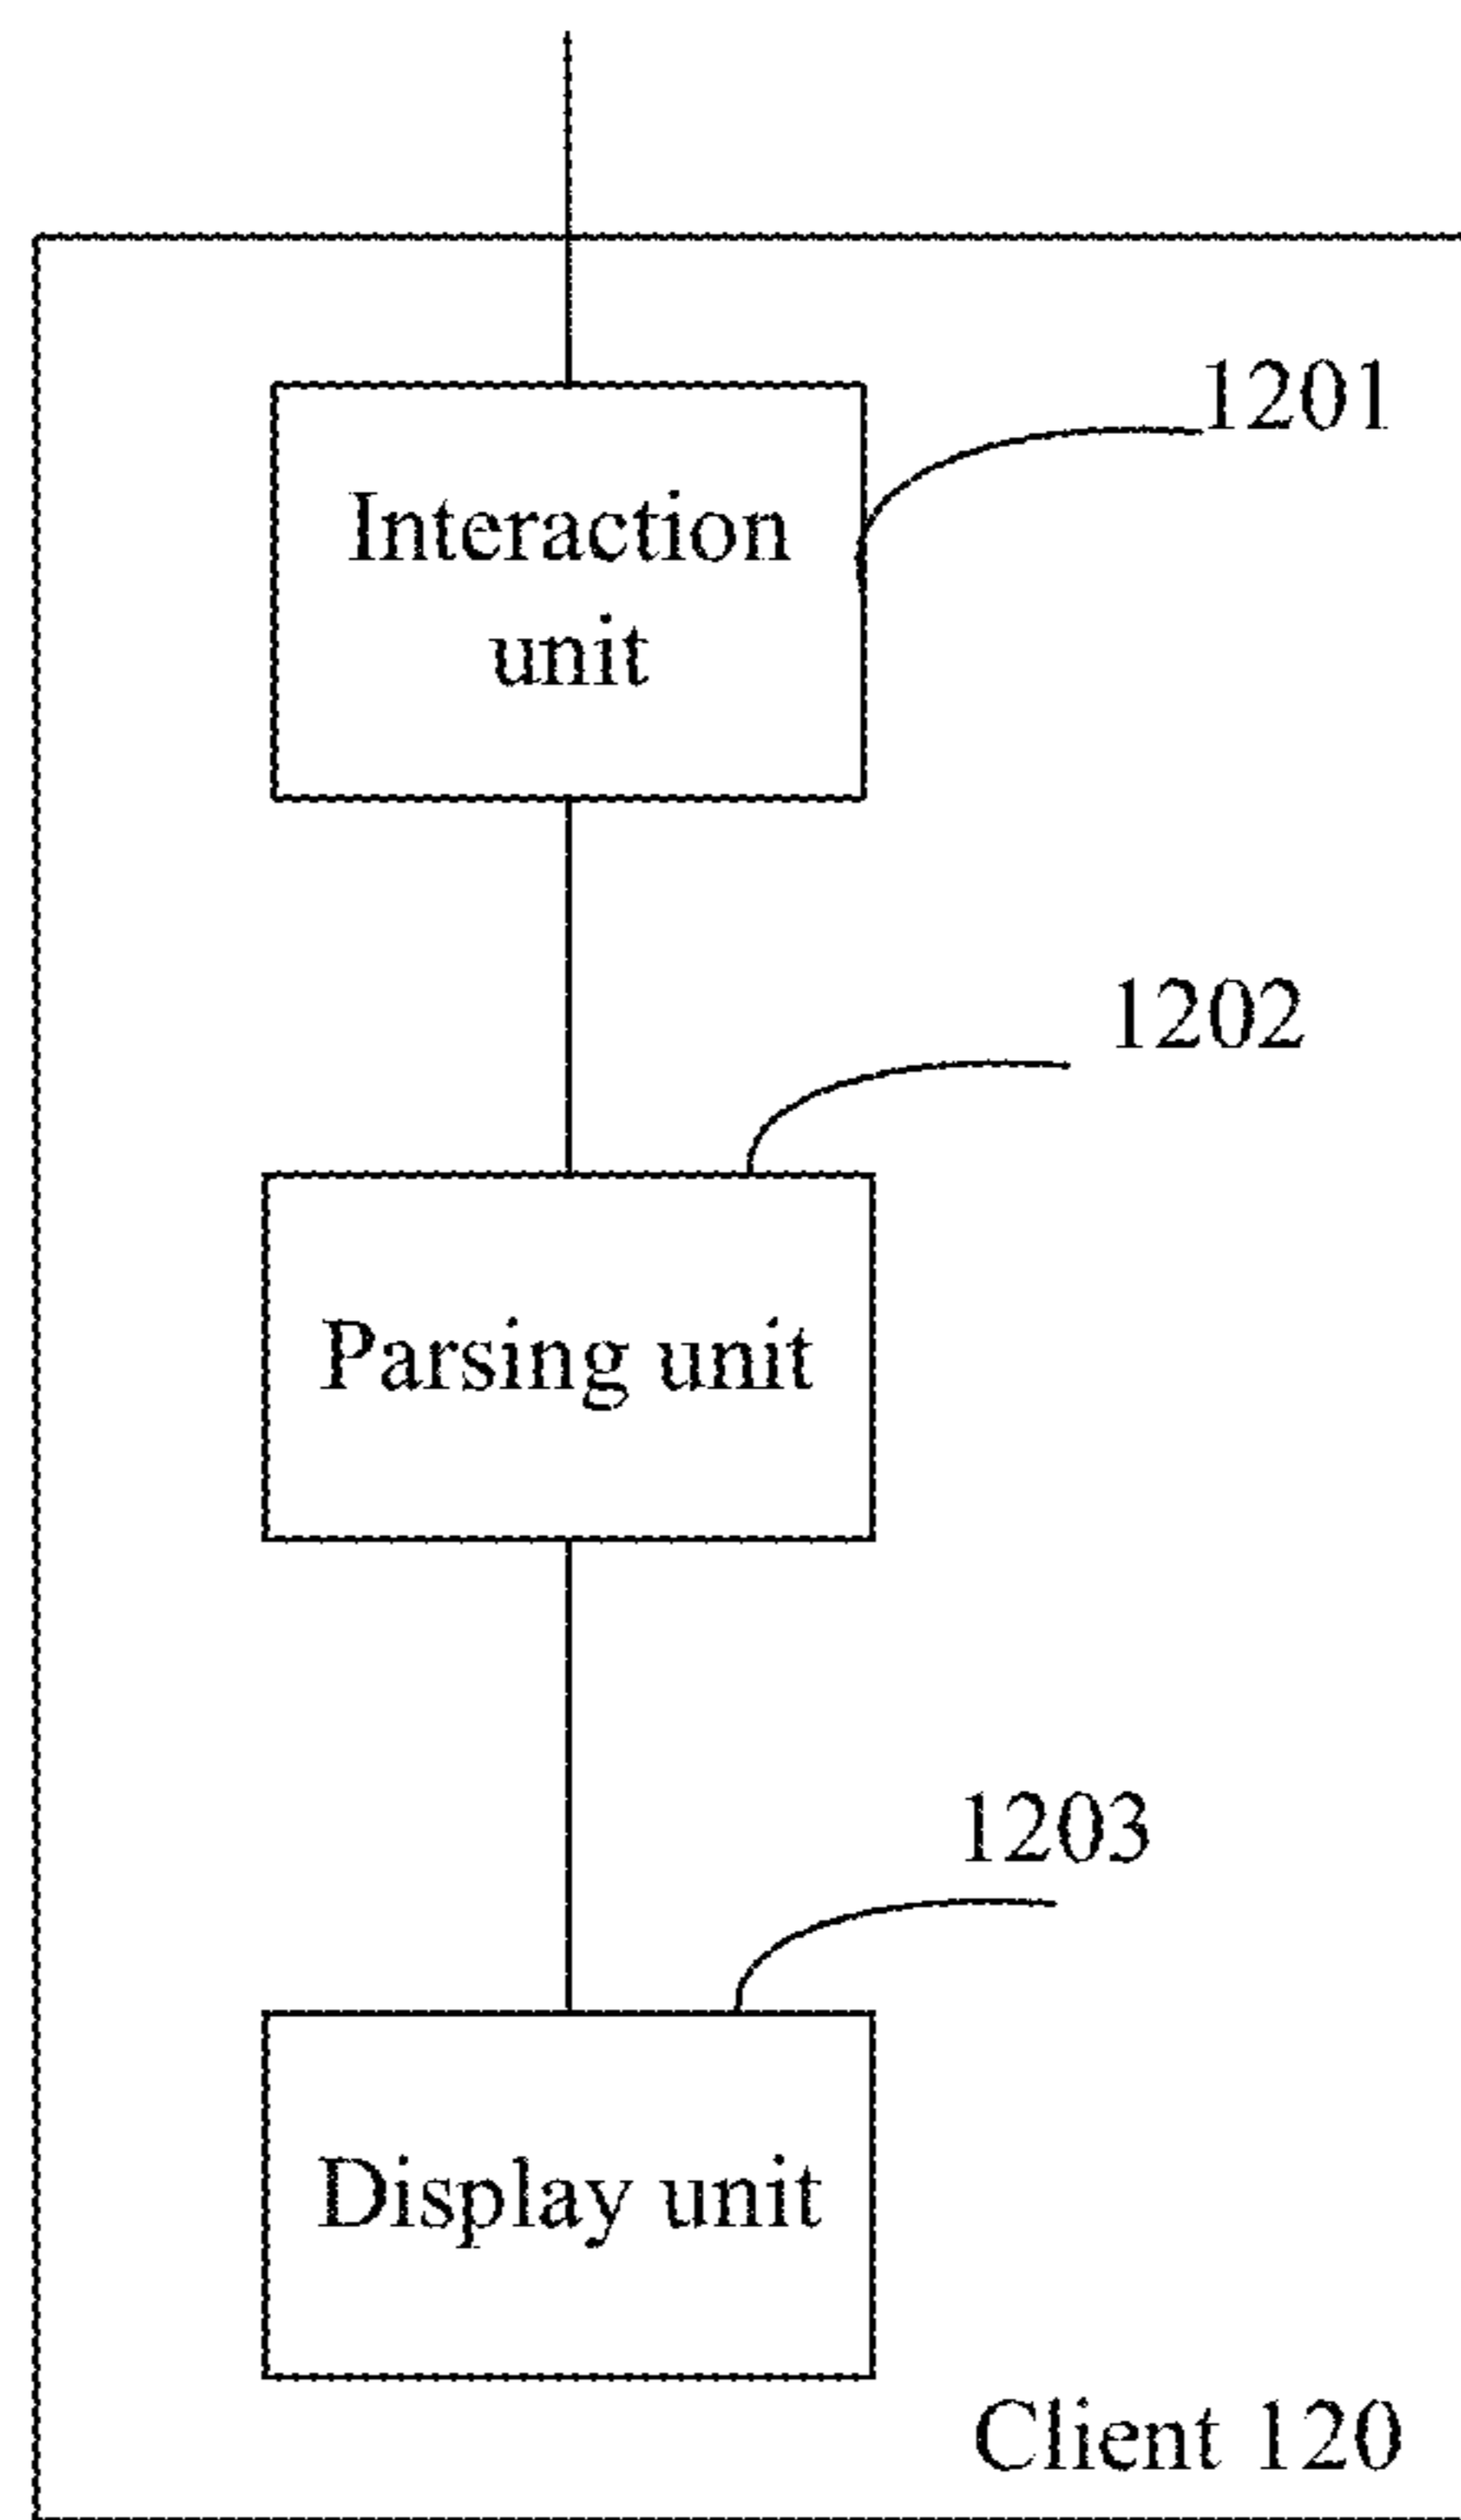 1201
Interaction
unit
1202
Parsing unit
1203
Display unit
Client 120